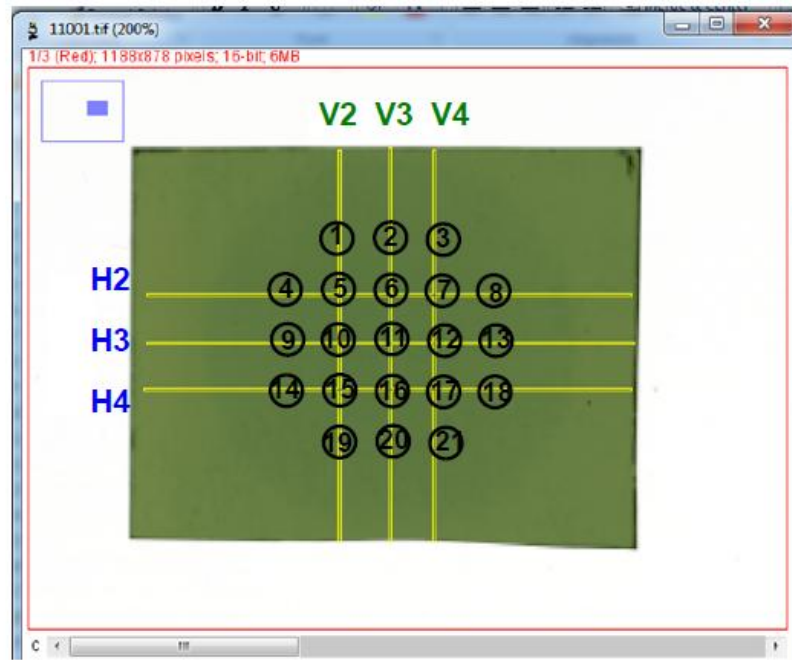 11001.tif (200%)
1/3 (Red); 1188x878 pixels; 16-bit; 6MB
V2 V3 V4
1 2 3
H2
4 5 6 7 8
H3
9 10 11 12 13
H4
14 15 16 17 18
19 20 21
C